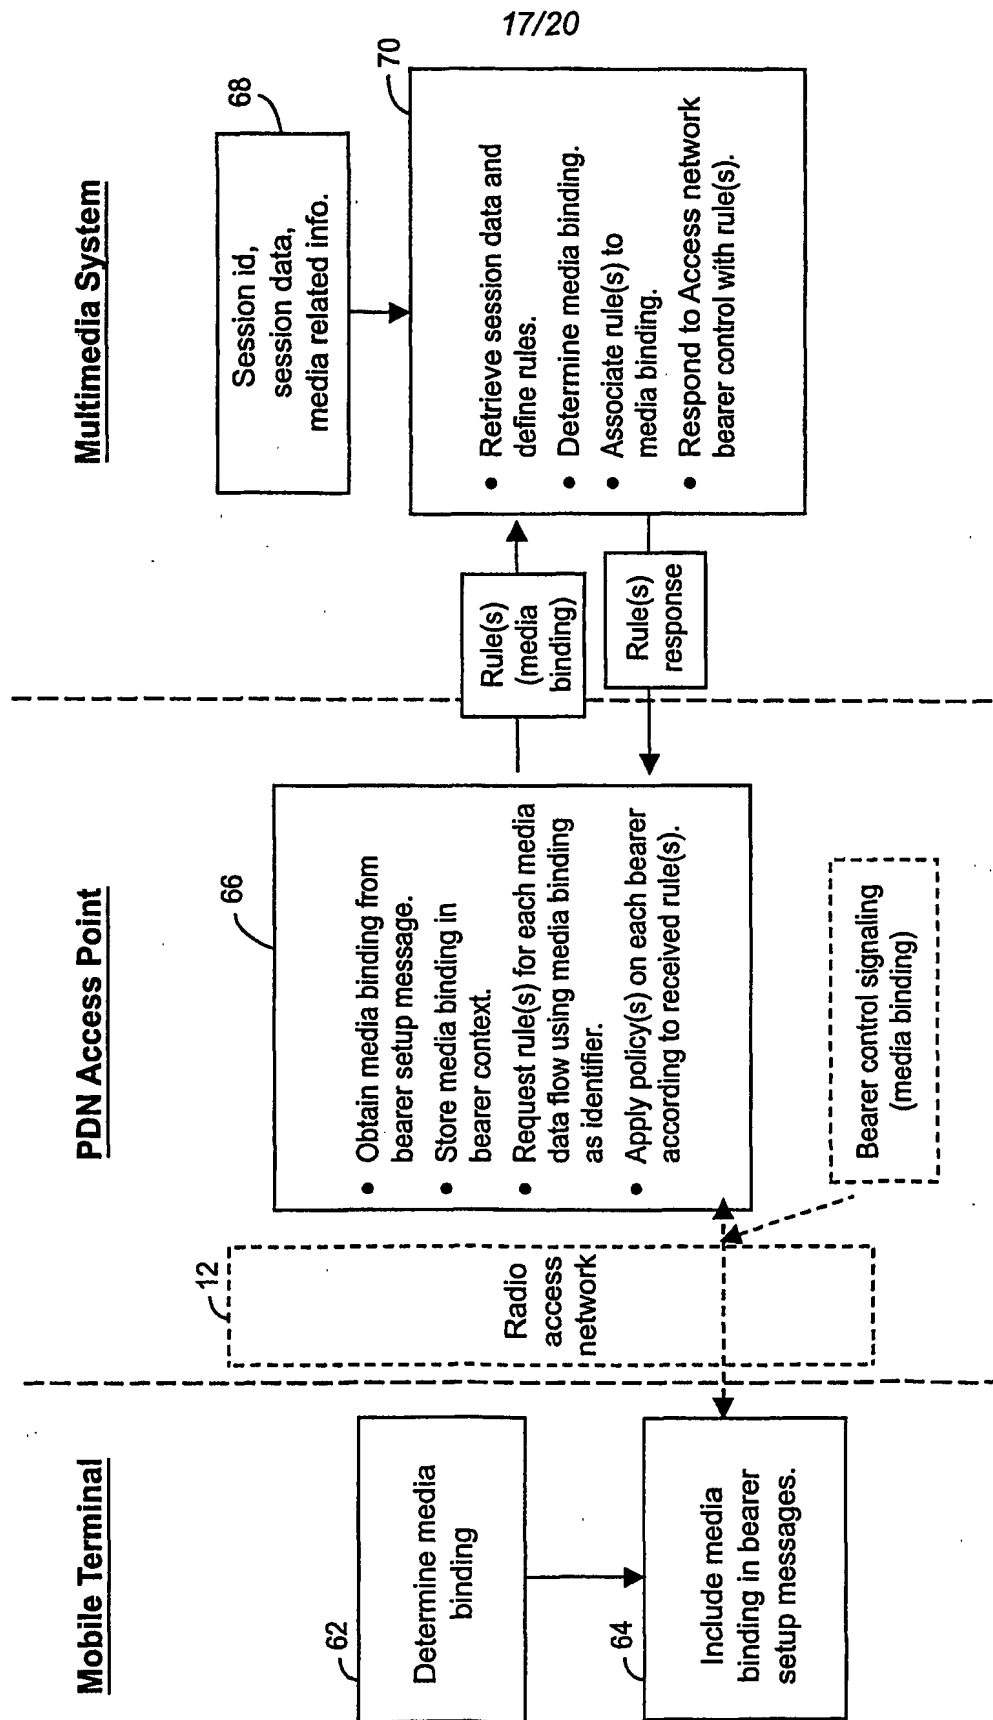 17/20
Mobile Terminal
62
Determine media
binding
64
Include media
binding in bearer
setup messages.
12
Radio
access
network
PDN Access Point
66
• Obtain media binding from
bearer setup message.
• Store media binding in
bearer context.
• Request rule(s) for each media
data flow using media binding
as identifier.
• Apply policy(s) on each bearer
according to received rule(s).
Bearer control signaling
(media binding)
Rule(s)
(media
binding)
Rule(s)
response
Multimedia System
68
Session id,
session data,
media related info.
70
• Retrieve session data and
define rules.
• Determine media binding.
• Associate rule(s) to
media binding.
• Respond to Access network
bearer control with rule(s).